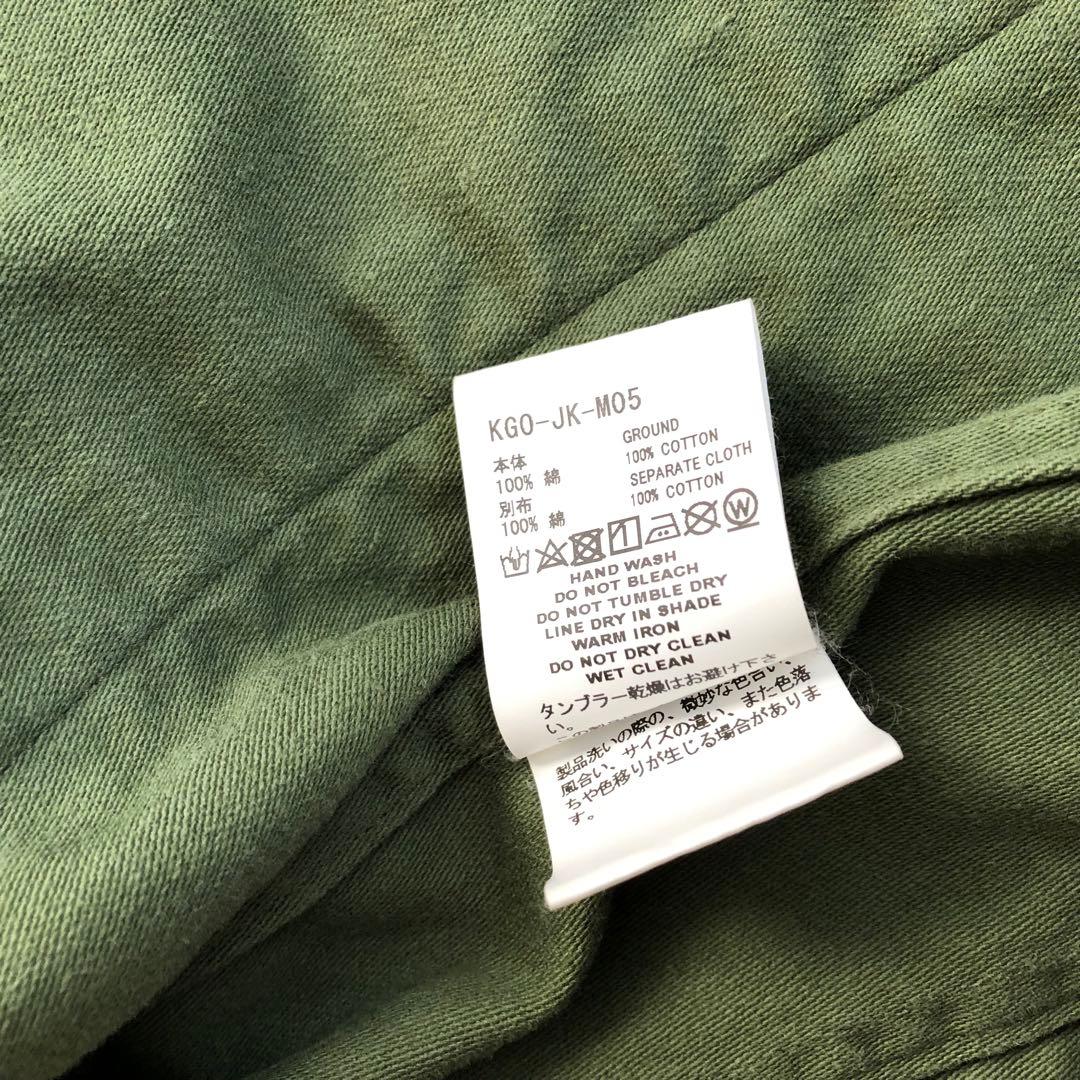 KGO-JK-M05
本体
100% 綿
別布
100% 綿
GROUND
100% COTTON
SEPARATE CLOTH
100% COTTON
W
HAND WASH
DO NOT BLEACH
DO NOT TUMBLE DRY
LINE DRY IN SHADE
WARM IRON
DO NOT DRY CLEAN
WET CLEAN
タンブラー乾燥はお避け下さ
い。
製品洗いの際の、微妙な色合い、
風合い、サイズの違い、また色落
ちや色移りが生じる場合がありま
す。